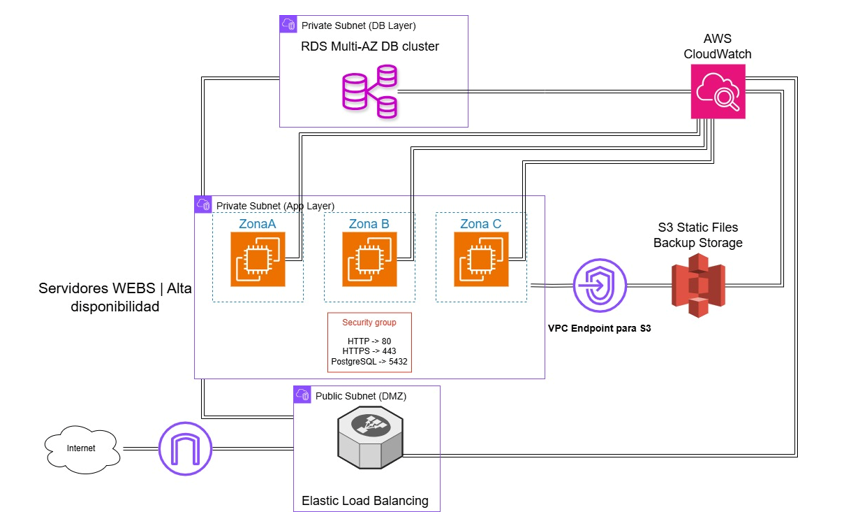 Private Subnet (DB Layer)
RDS Multi-AZ DB cluster
AWS
CloudWatch
Private Subnet (App Layer)
ZonaA
Zona B
Zona C
S3 Static Files
Backup Storage
Servidores WEBS | Alta
disponibilidad
VPC Endpoint para S3
Security group
HTTP -> 80
HTTPS -> 443
PostgreSQL -> 5432
Public Subnet (DMZ)
Internet
Elastic Load Balancing